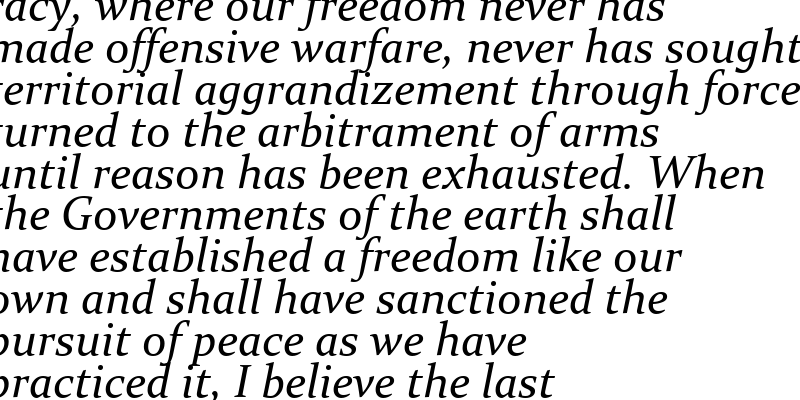 racy, where our freedom never has
made offensive warfare, never has sought
territorial aggrandizement through force
turned to the arbitrament of arms
until reason has been exhausted. When
the Governments of the earth shall
have established a freedom like our
own and shall have sanctioned the
pursuit of peace as we have
practiced it, I believe the last